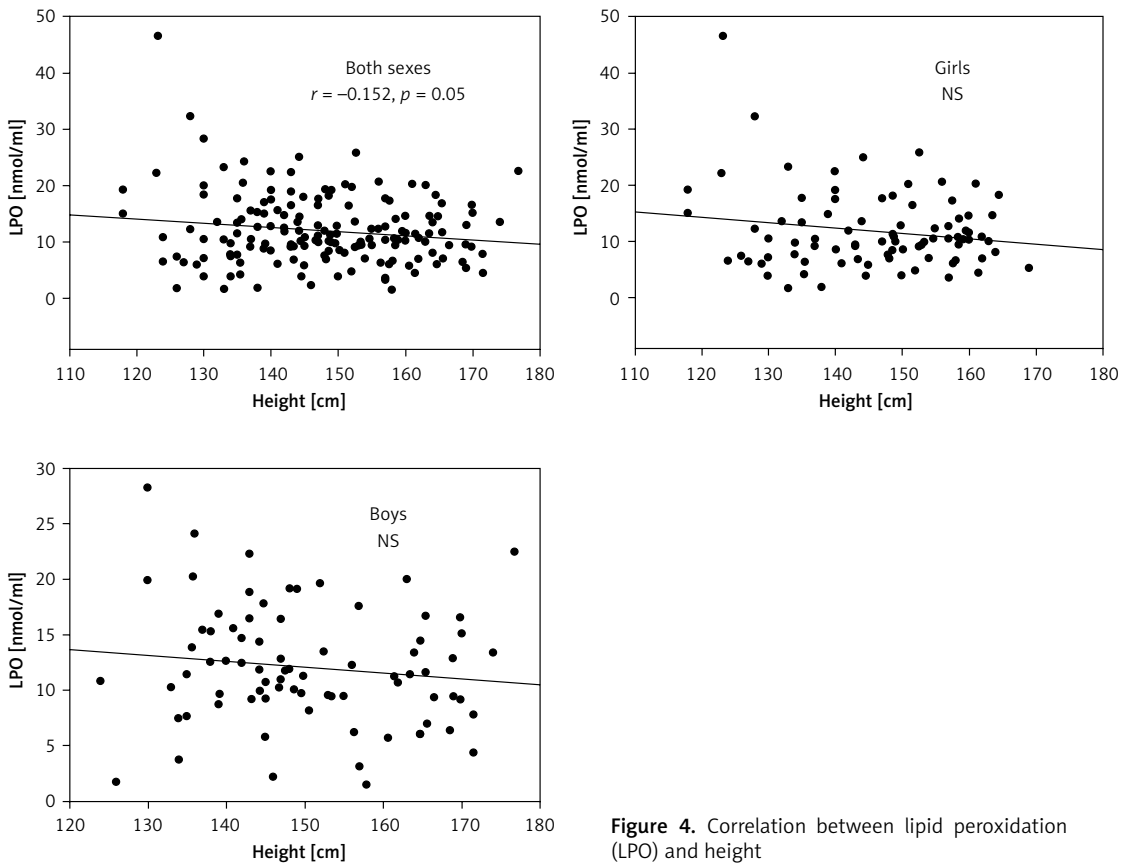 50
40
30
20
10
0
LPO [nmol/ml]
Both sexes
r = –0.152, p = 0.05
110 120 130 140 150 160 170 180
Height [cm]
50
40
30
20
10
0
LPO [nmol/ml]
Girls
NS
110 120 130 140 150 160 170 180
Height [cm]
30
25
20
15
10
5
0
LPO [nmol/ml]
Boys
NS
120 130 140 150 160 170 180
Height [cm]
Figure 4. Correlation between lipid peroxidation
(LPO) and height